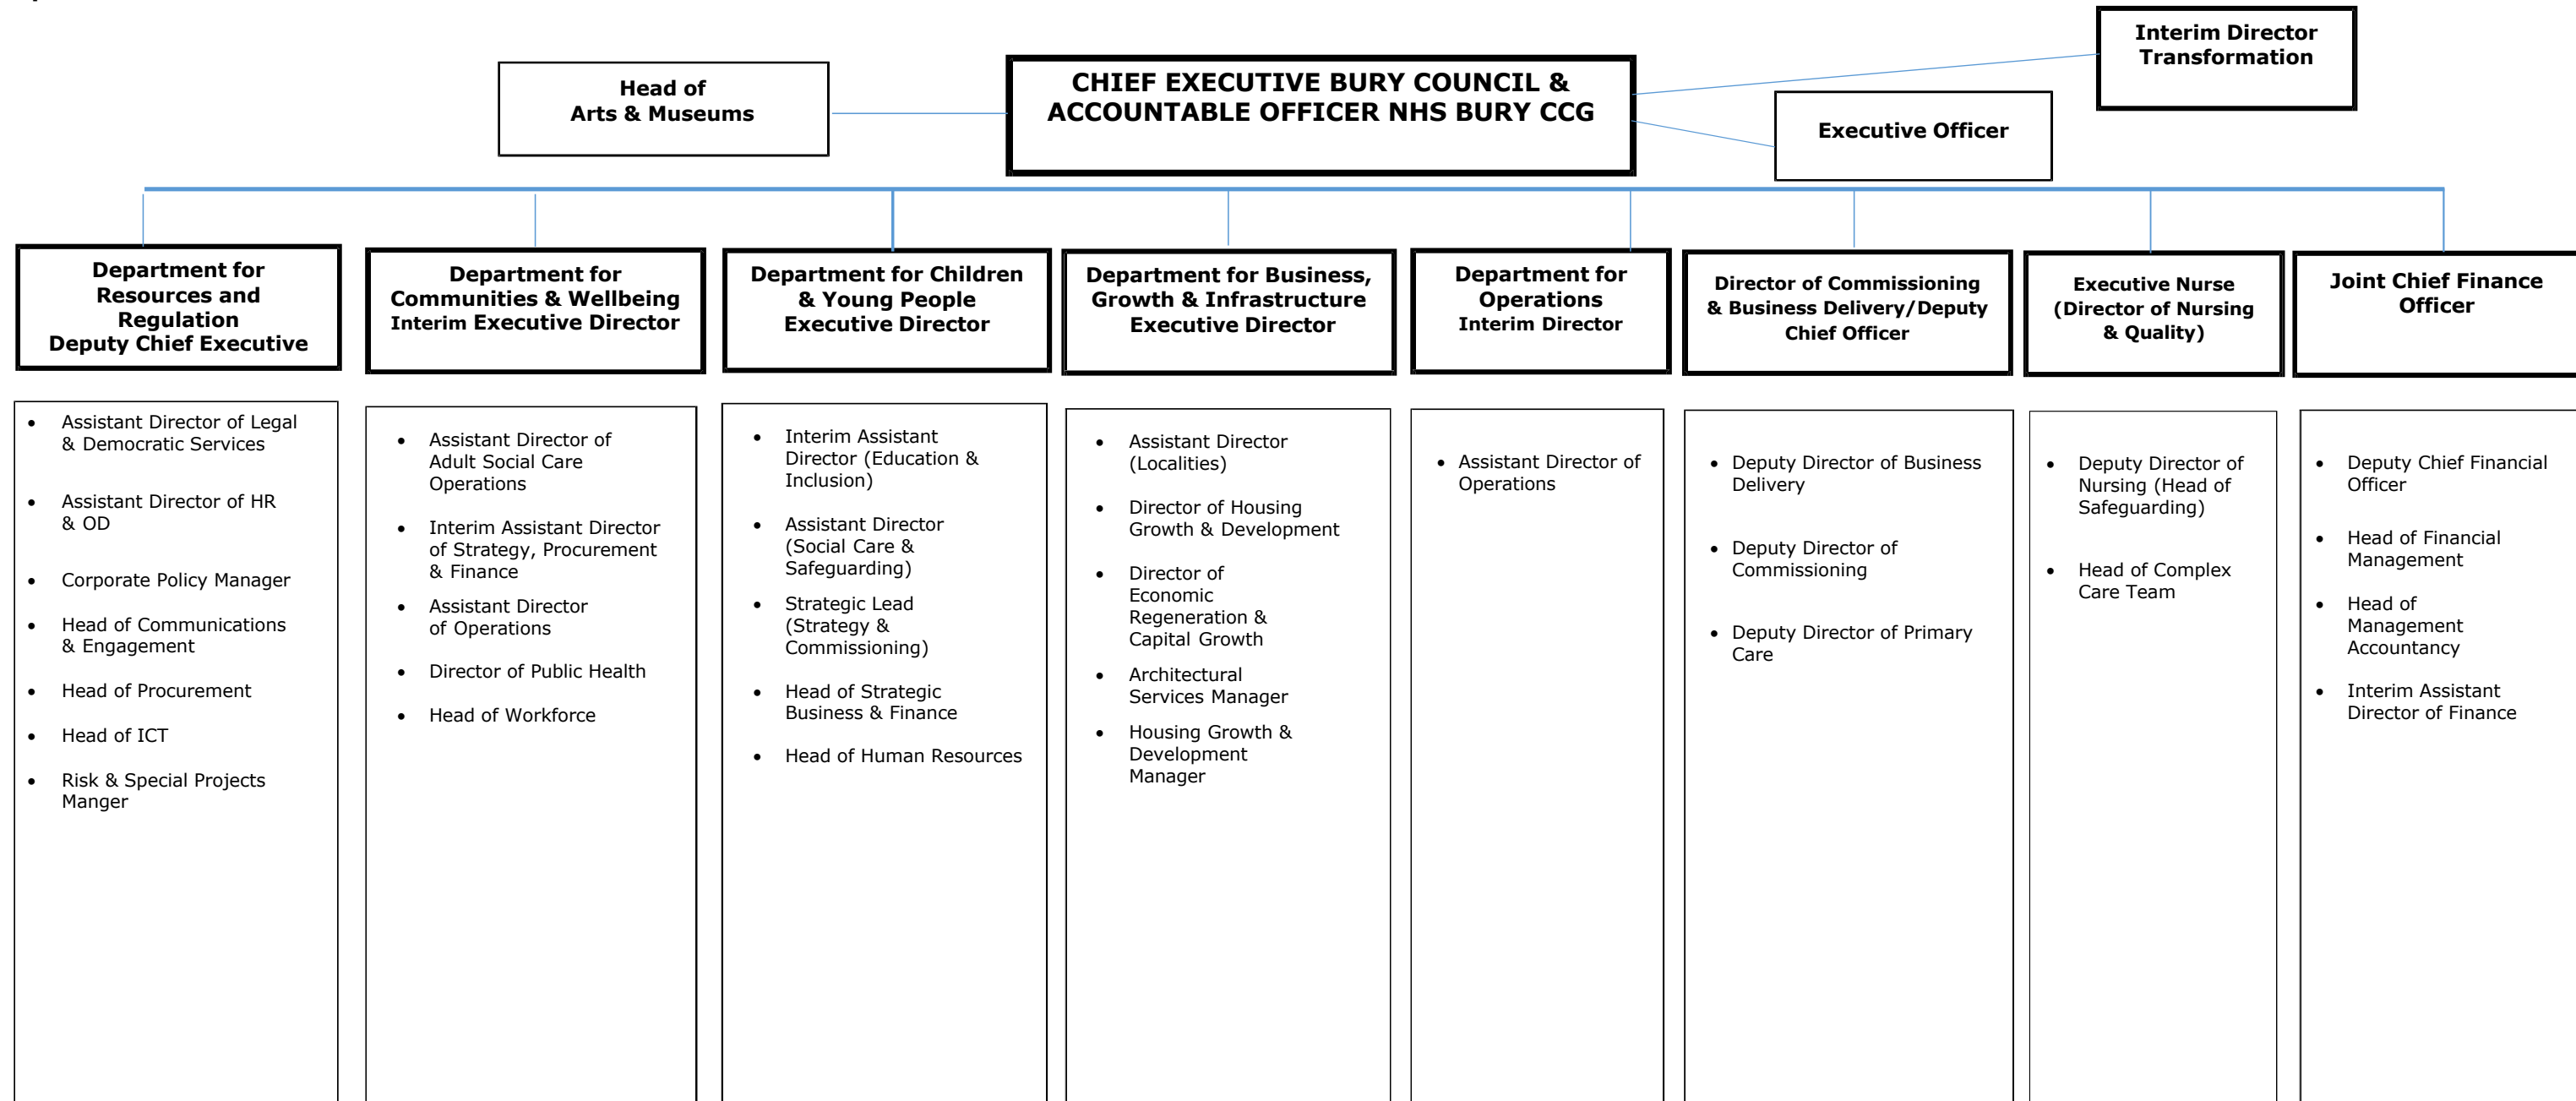 Interim Director
Transformation
Head of
Arts & Museums
CHIEF EXECUTIVE BURY COUNCIL &
ACCOUNTABLE OFFICER NHS BURY CCG
Executive Officer
Department for
Resources and
Regulation
Deputy Chief Executive
Department for
Communities & Wellbeing
Interim Executive Director
Department for Children
& Young People
Executive Director
Department for Business,
Growth & Infrastructure
Executive Director
Department for
Operations
Interim Director
Director of Commissioning
& Business Delivery/Deputy
Chief Officer
Executive Nurse
(Director of Nursing
& Quality)
Joint Chief Finance
Officer
• Assistant Director of Legal
& Democratic Services
• Assistant Director of HR
& OD
• Corporate Policy Manager
• Head of Communications
& Engagement
• Head of Procurement
• Head of ICT
• Risk & Special Projects
Manger
• Assistant Director of
Adult Social Care
Operations
• Interim Assistant Director
of Strategy, Procurement
& Finance
• Assistant Director
of Operations
• Director of Public Health
• Head of Workforce
• Interim Assistant
Director (Education &
Inclusion)
• Assistant Director
(Social Care &
Safeguarding)
• Strategic Lead
(Strategy &
Commissioning)
• Head of Strategic
Business & Finance
• Head of Human Resources
• Assistant Director
(Localities)
• Director of Housing
Growth & Development
• Director of
Economic
Regeneration &
Capital Growth
• Architectural
Services Manager
• Housing Growth &
Development
Manager
• Assistant Director of
Operations
• Deputy Director of Business
Delivery
• Deputy Director of
Commissioning
• Deputy Director of Primary
Care
• Deputy Director of
Nursing (Head of
Safeguarding)
• Head of Complex
Care Team
• Deputy Chief Financial
Officer
• Head of Financial
Management
• Head of
Management
Accountancy
• Interim Assistant
Director of Finance